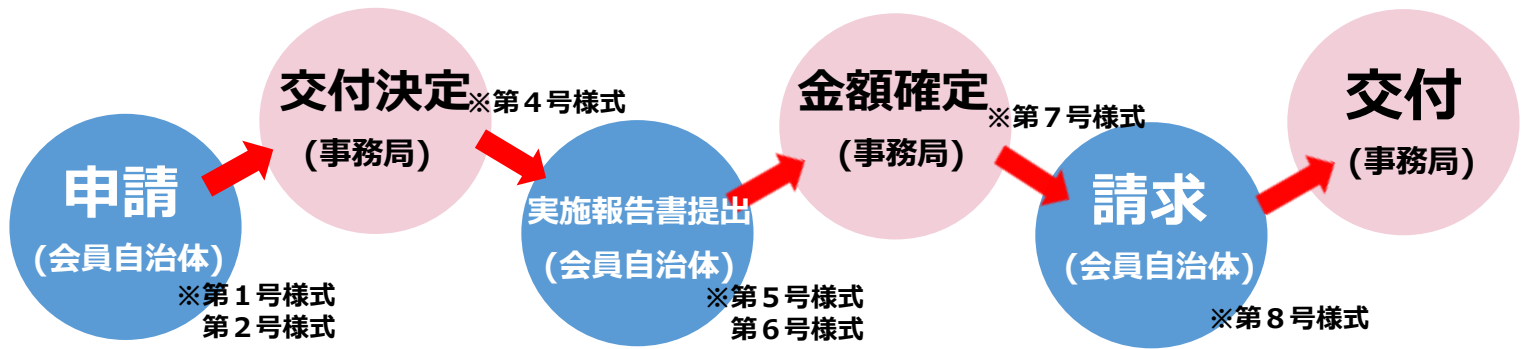 申請
(会員自治体)
※第１号様式
第２号様式
交付決定
(事務局)
※第４号様式
実施報告書提出
(会員自治体)
※第５号様式
第６号様式
金額確定
(事務局)
※第７号様式
請求
(会員自治体)
※第８号様式
交付
(事務局)